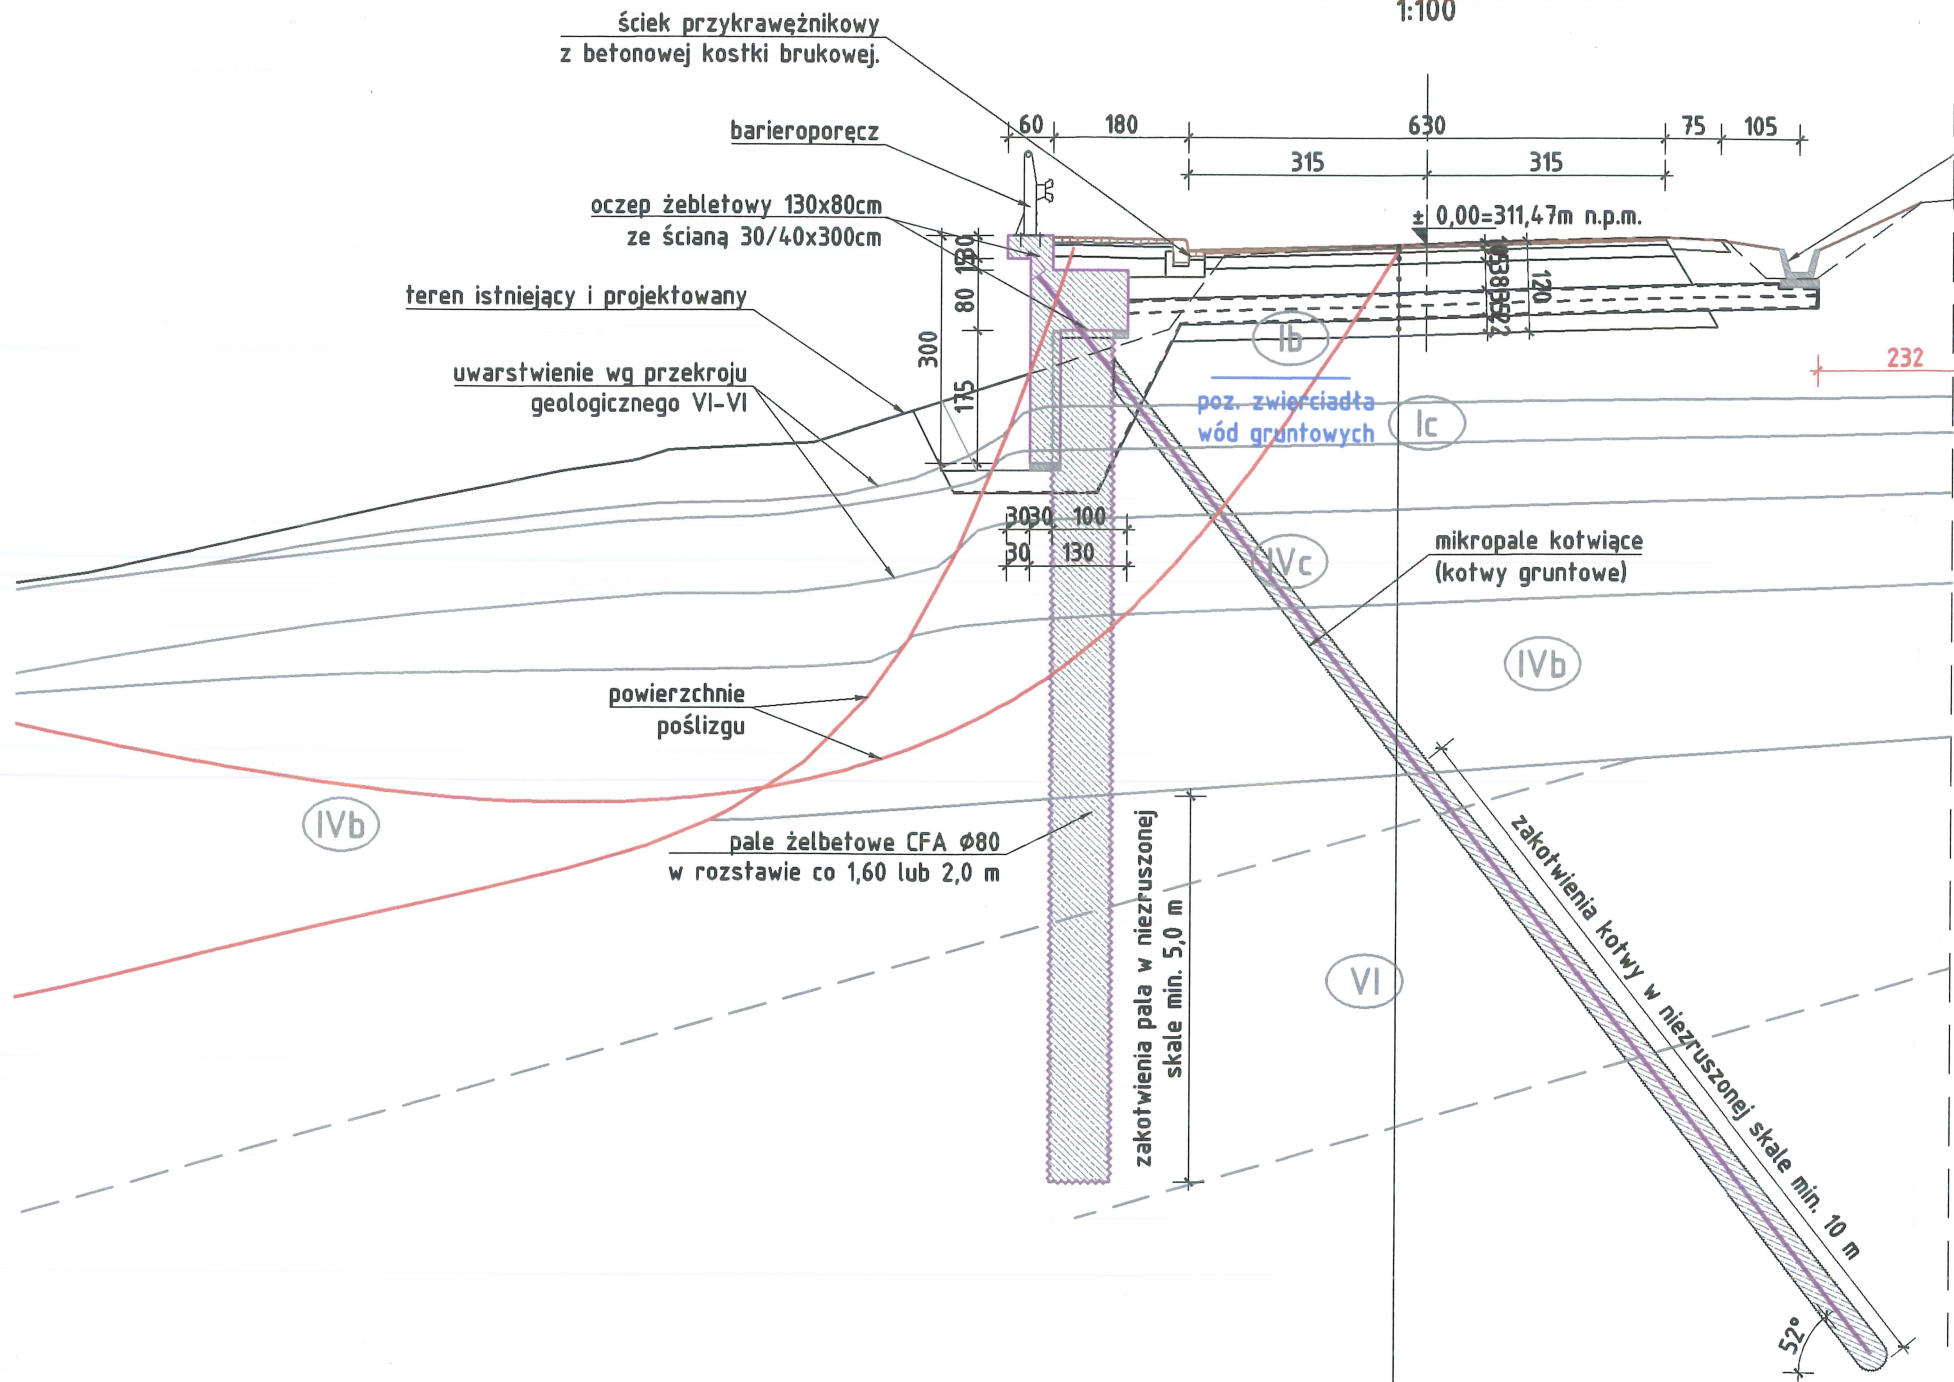 1:100
ściek przykrawężnikowy
z betonowej kostki brukowej.
barieroporęcz
60
180
630
75
105
315
315
oczep żebletowy 130x80cm
ze ścianą 30/40x300cm
± 0,00=311,47m n.p.m.
teren istniejący i projektowany
80
300
175
120
Ib
232
uwarstwienie wg przekroju
geologicznego VI-VI
poz. zwierciadła
wód gruntowych
Ic
30
30
100
30
130
IVc
mikropale kotwiące
(kotwy gruntowe)
IVb
powierzchnie
poślizgu
IVb
pale żelbetowe CFA Ø80
w rozstawie co 1,60 lub 2,0 m
zakotwienia pala w niezruszonej
skale min. 5,0 m
VI
zakotwienia kotwy w niezruszonej skale min. 10 m
52°